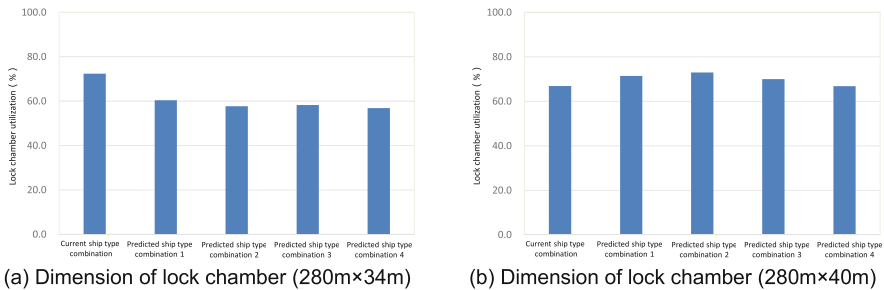 100.0
80.0
60.0
40.0
20.0
0.0
Lock chamber utilization ( % )
Current ship type
combination
Predicted ship type
combination 1
Predicted ship type
combination 2
Predicted ship type
combination 3
Predicted ship type
combination 4
(a) Dimension of lock chamber (280m×34m)
100.0
80.0
60.0
40.0
20.0
0.0
Lock chamber utilization ( % )
Current ship type
combination
Predicted ship type
combination 1
Predicted ship type
combination 2
Predicted ship type
combination 3
Predicted ship type
combination 4
(b) Dimension of lock chamber (280m×40m)